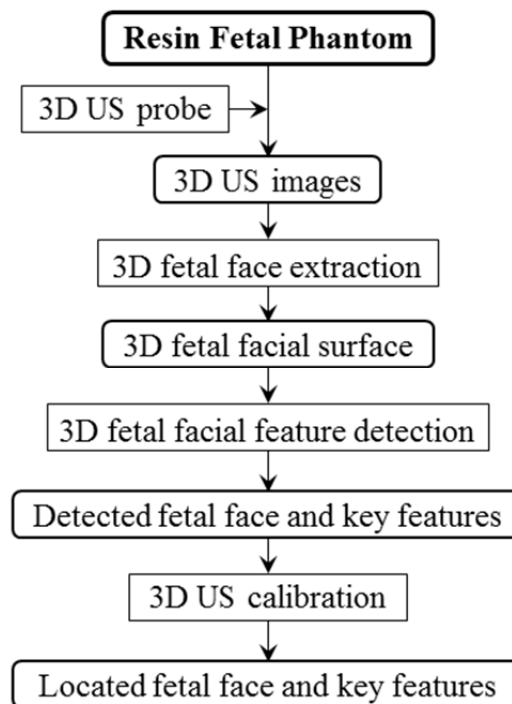 Resin Fetal Phantom
3D US probe
3D US images
3D fetal face extraction
3D fetal facial surface
3D fetal facial feature detection
Detected fetal face and key features
3D US calibration
Located fetal face and key features